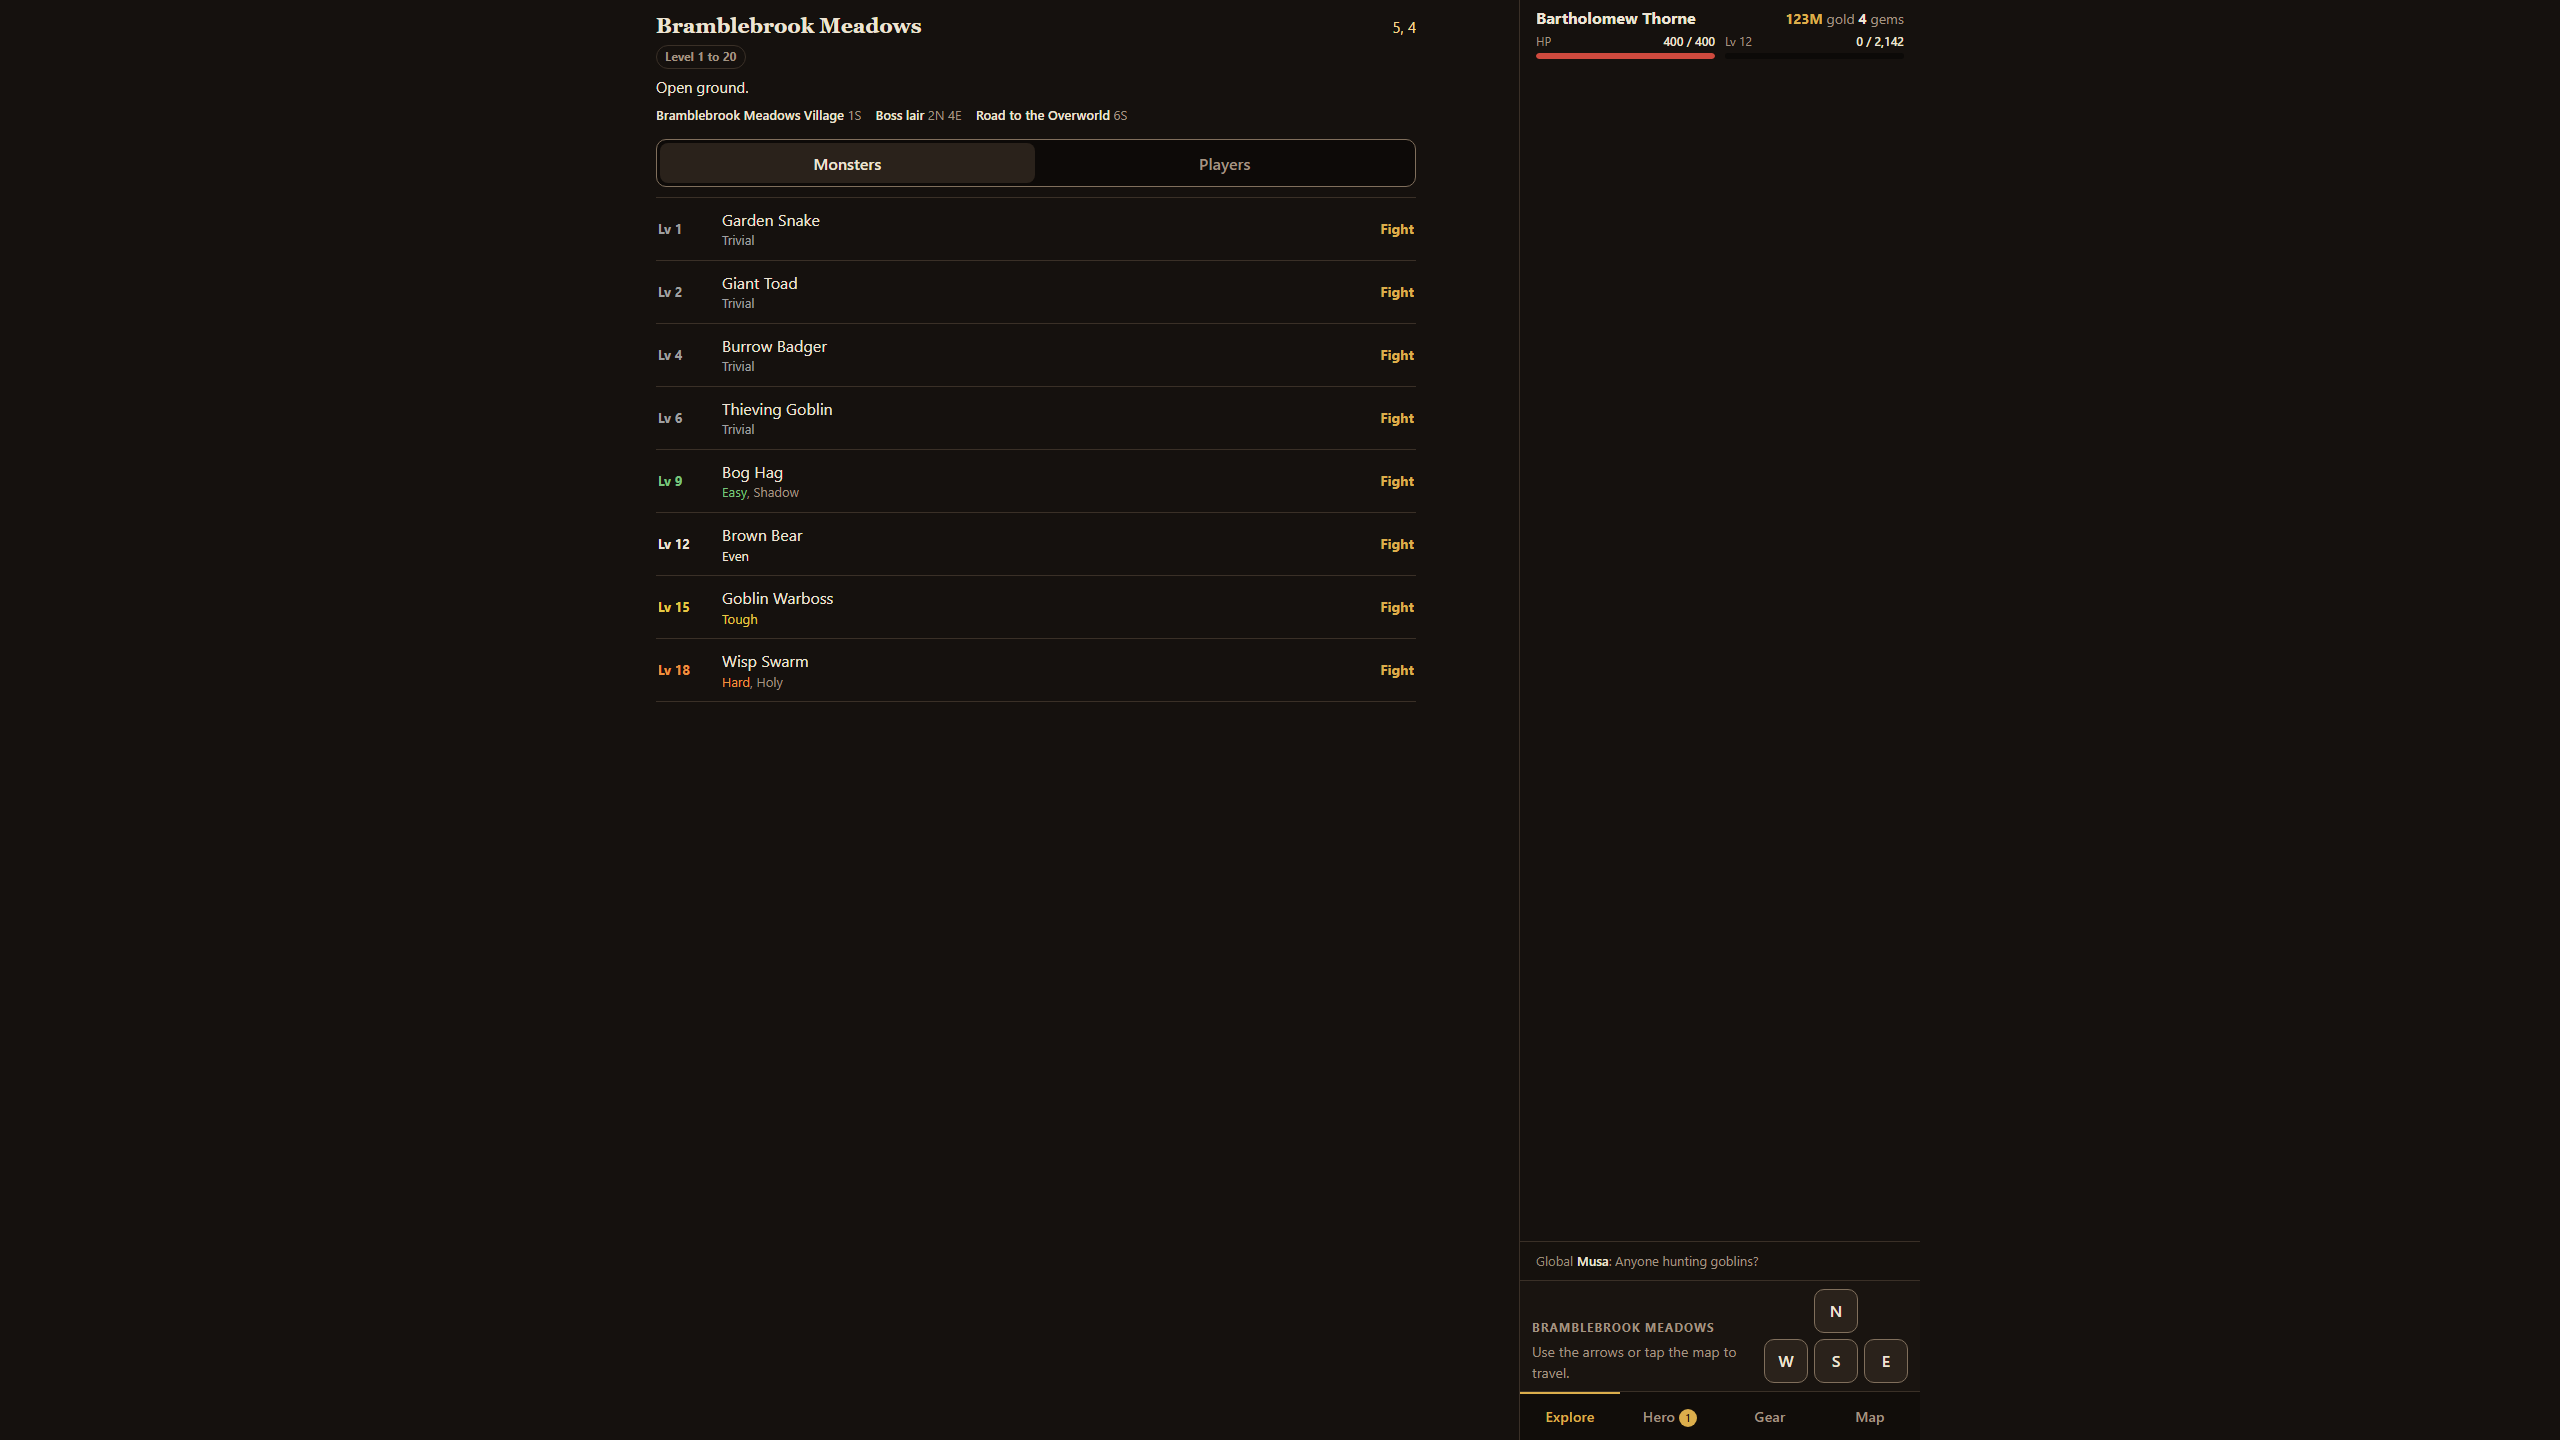 Bramblebrook Meadows
5, 4
Level 1 to 20
Open ground.
Bramblebrook Meadows Village 1S Boss lair 2N 4E Road to the Overworld 6S
Monsters
Players
Lv 1
Garden Snake
Trivial
Fight
Lv 2
Giant Toad
Trivial
Fight
Lv 4
Burrow Badger
Trivial
Fight
Lv 6
Thieving Goblin
Trivial
Fight
Lv 9
Bog Hag
Easy, Shadow
Fight
Lv 12
Brown Bear
Even
Fight
Lv 15
Goblin Warboss
Tough
Fight
Lv 18
Wisp Swarm
Hard, Holy
Fight
Bartholomew Thorne
123M gold 4 gems
HP 400 / 400
Lv 12 0 / 2,142
Global Musa: Anyone hunting goblins?
BRAMBLEBROOK MEADOWS
Use the arrows or tap the map to
travel.
N
W
S
E
Explore
Hero 1
Gear
Map